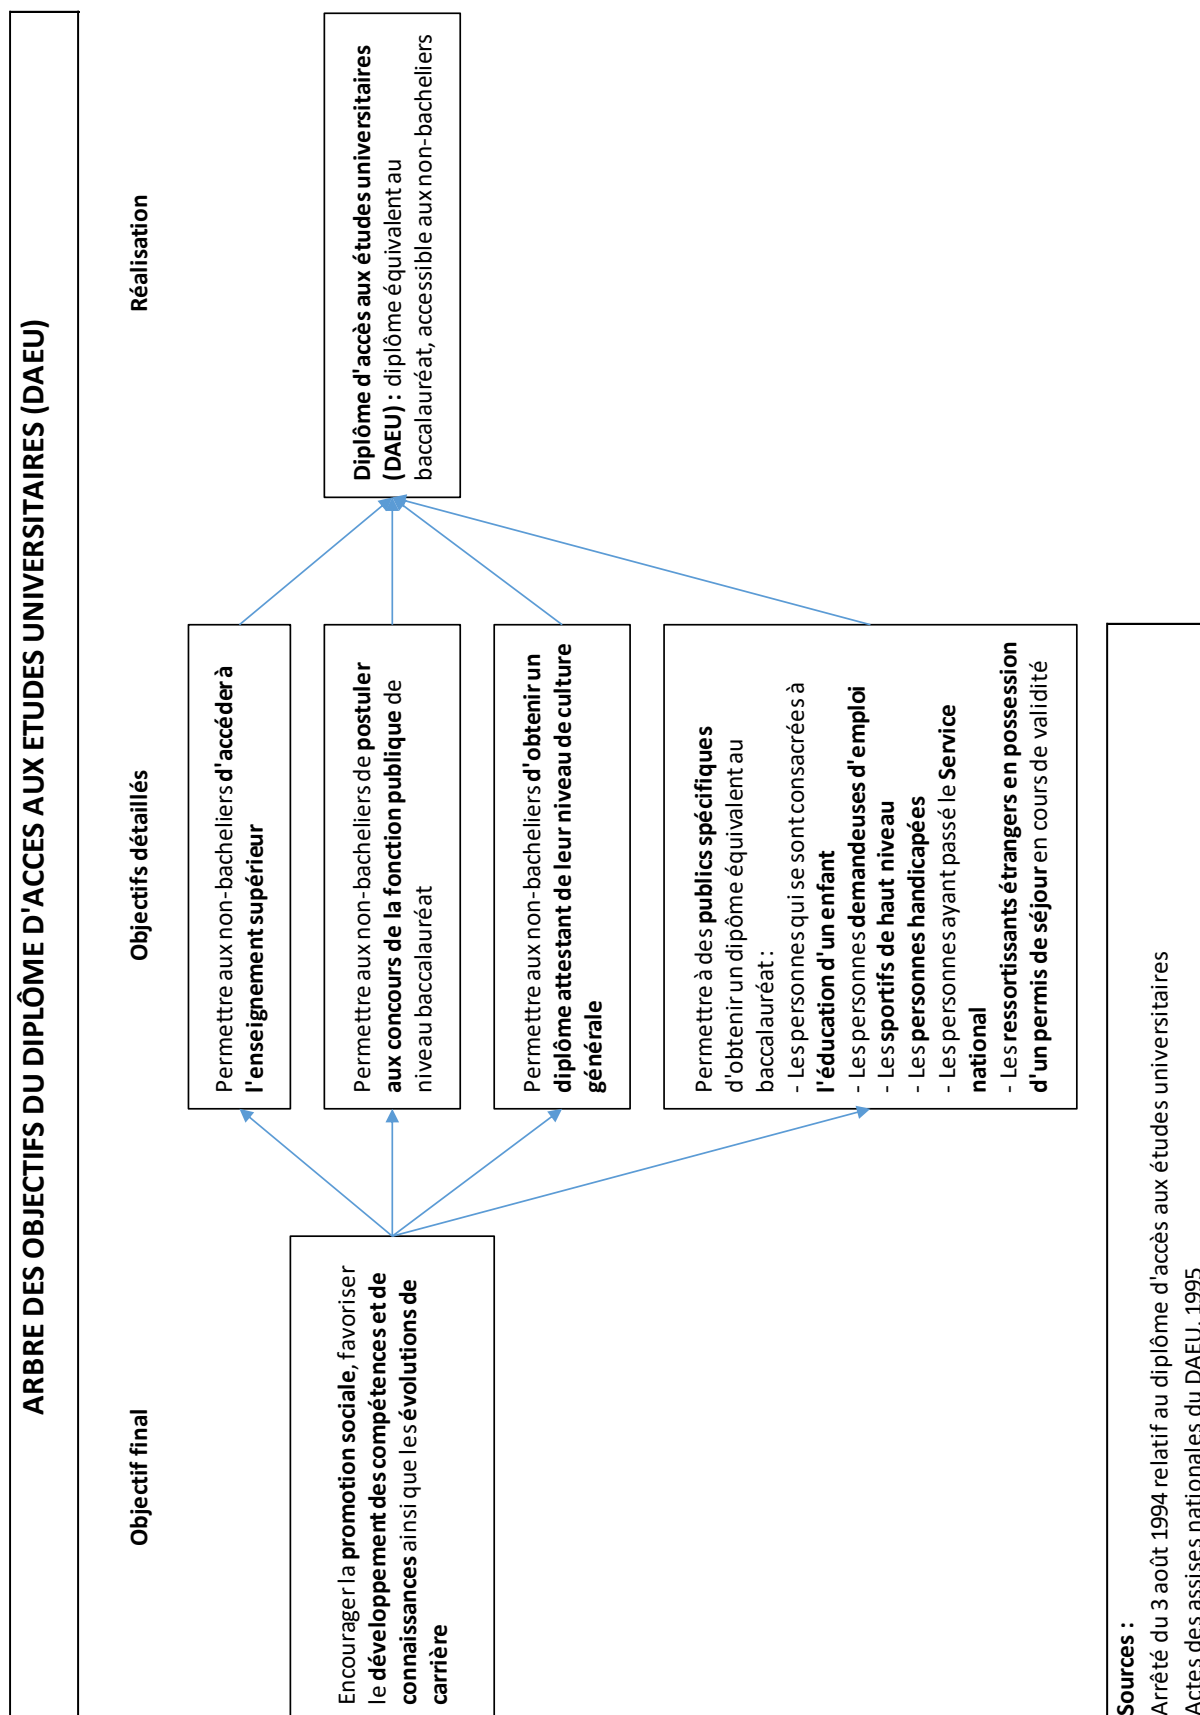 ARBRE DES OBJECTIFS DU DIPLÔME D'ACCES AUX ETUDES UNIVERSITAIRES (DAEU)
Objectif final
Objectifs détaillés
Réalisation
Encourager la promotion sociale, favoriser
le développement des compétences et de
connaissances ainsi que les évolutions de
carrière
Permettre aux non-bacheliers d'accéder à
l'enseignement supérieur
Permettre aux non-bacheliers de postuler
aux concours de la fonction publique de
niveau baccalauréat
Permettre aux non-bacheliers d'obtenir un
diplôme attestant de leur niveau de culture
générale
Permettre à des publics spécifiques
d'obtenir un dipôme équivalent au
baccalauréat :
- Les personnes qui se sont consacrées à
l'éducation d'un enfant
- Les personnes demandeuses d'emploi
- Les sportifs de haut niveau
- Les personnes handicapées
- Les personnes ayant passé le Service
national
- Les ressortissants étrangers en possession
d'un permis de séjour en cours de validité
Diplôme d'accès aux études universitaires
(DAEU) : diplôme équivalent au
baccalauréat, accessible aux non-bacheliers
Sources :
Arrêté du 3 août 1994 relatif au diplôme d'accès aux études universitaires
Actes des assises nationales du DAEU, 1995